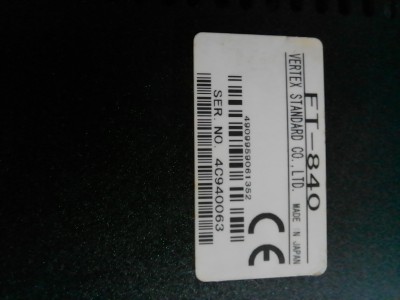 FT-840
VERTEX STANDARD CO.,LTD. MADE IN JAPAN
4909959061352
SER. NO. 4C940063
CE